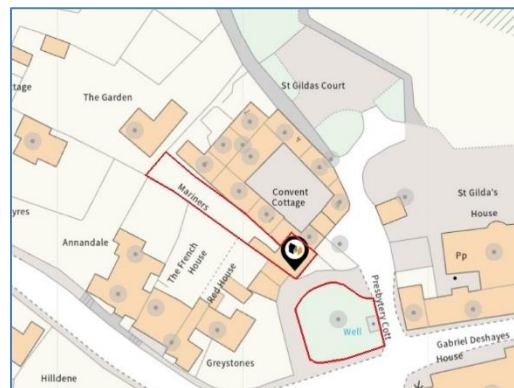 St Gildas Court
The Garden
tage
Mariners
Convent
Cottage
St Gilda's
House
yres
Annandale
The French
House
Red House
Pp
Presbytery Cott
Well
Gabriel Deshayes
House
Greystones
Hilldene